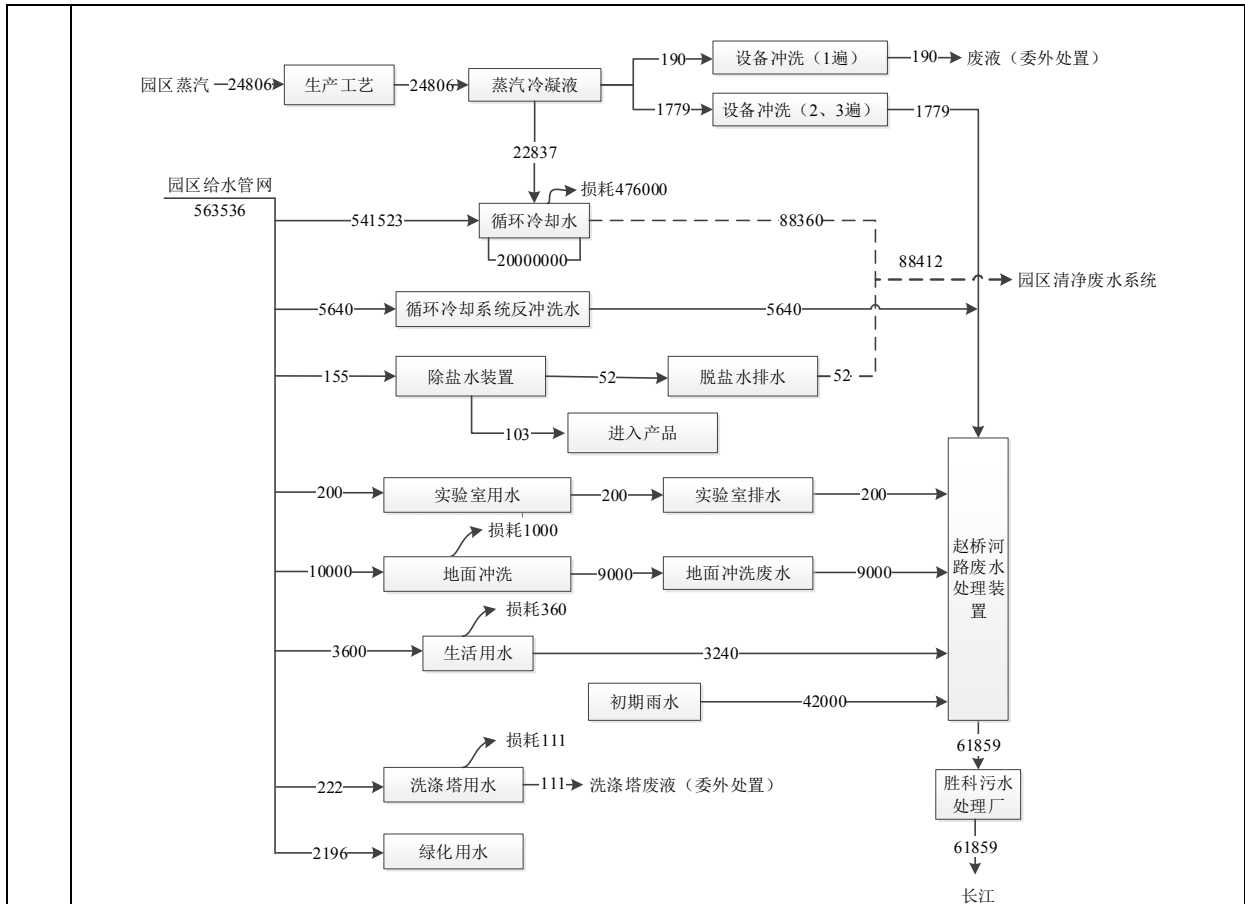 园区蒸汽
24806
生产工艺
24806
蒸汽冷凝液
190
设备冲洗（1遍）
190
废液（委外处置）
1779
设备冲洗（2、3遍）
1779
22837
园区给水管网
563536
541523
循环冷却水
损耗476000
20000000
88360
88412
园区清净废水系统
5640
循环冷却系统反冲洗水
5640
155
除盐水装置
52
脱盐水排水
52
103
进入产品
200
实验室用水
200
实验室排水
200
损耗1000
10000
地面冲洗
9000
地面冲洗废水
9000
赵桥河
路废水
处理装
置
损耗360
3600
生活用水
3240
初期雨水
42000
61859
损耗111
222
洗涤塔用水
111
洗涤塔废液（委外处置）
胜科污水
处理厂
2196
绿化用水
61859
长江